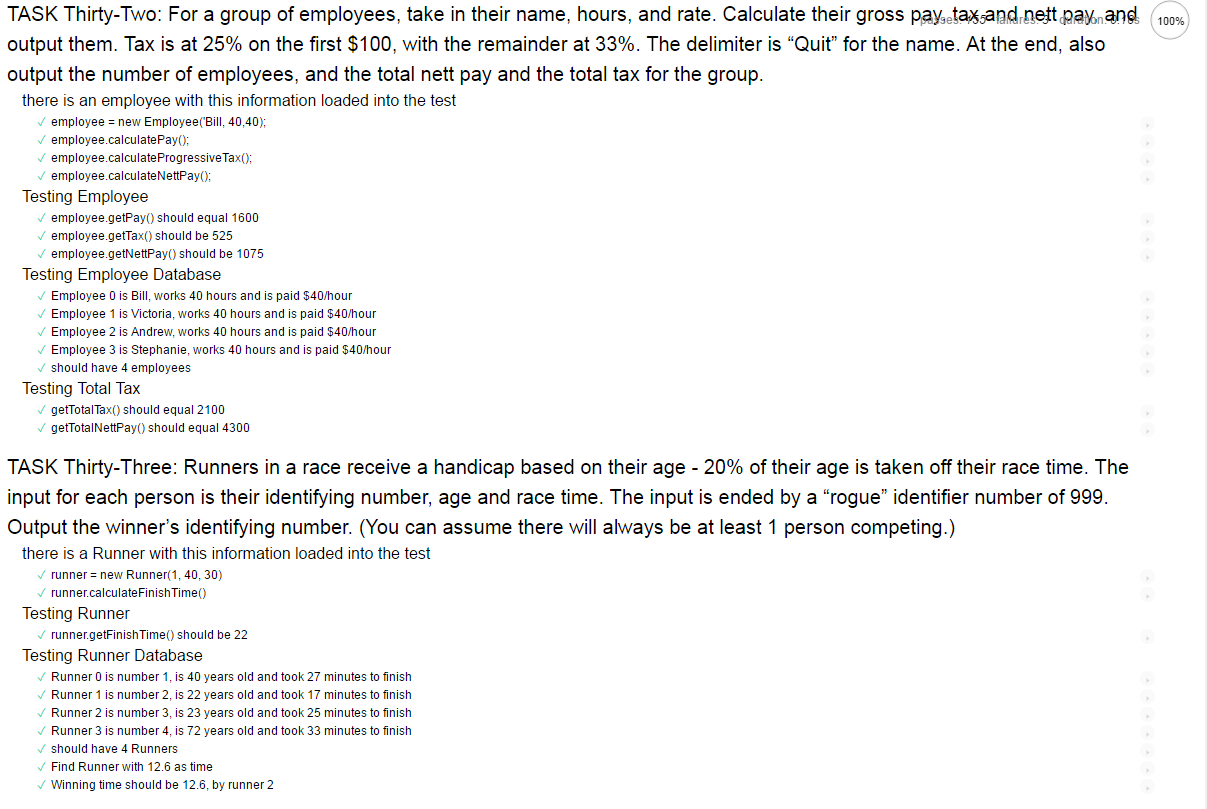 TASK Thirty-Two: For a group of employees, take in their name, hours, and rate. Calculate their gross pay, tax and nett pay, and
passes: 155 failures: 3 duration: 0.10s
100%
output them. Tax is at 25% on the first $100, with the remainder at 33%. The delimiter is “Quit” for the name. At the end, also
output the number of employees, and the total nett pay and the total tax for the group.
there is an employee with this information loaded into the test
✓ employee = new Employee('Bill, 40,40);
✓ employee.calculatePay();
✓ employee.calculateProgressiveTax();
✓ employee.calculateNettPay();
Testing Employee
✓ employee.getPay() should equal 1600
✓ employee.getTax() should be 525
✓ employee.getNettPay() should be 1075
Testing Employee Database
✓ Employee 0 is Bill, works 40 hours and is paid $40/hour
✓ Employee 1 is Victoria, works 40 hours and is paid $40/hour
✓ Employee 2 is Andrew, works 40 hours and is paid $40/hour
✓ Employee 3 is Stephanie, works 40 hours and is paid $40/hour
✓ should have 4 employees
Testing Total Tax
✓ getTotalTax() should equal 2100
✓ getTotalNettPay() should equal 4300
TASK Thirty-Three: Runners in a race receive a handicap based on their age - 20% of their age is taken off their race time. The
input for each person is their identifying number, age and race time. The input is ended by a “rogue” identifier number of 999.
Output the winner’s identifying number. (You can assume there will always be at least 1 person competing.)
there is a Runner with this information loaded into the test
✓ runner = new Runner(1, 40, 30)
✓ runner.calculateFinishTime()
Testing Runner
✓ runner.getFinishTime() should be 22
Testing Runner Database
✓ Runner 0 is number 1, is 40 years old and took 27 minutes to finish
✓ Runner 1 is number 2, is 22 years old and took 17 minutes to finish
✓ Runner 2 is number 3, is 23 years old and took 25 minutes to finish
✓ Runner 3 is number 4, is 72 years old and took 33 minutes to finish
✓ should have 4 Runners
✓ Find Runner with 12.6 as time
✓ Winning time should be 12.6, by runner 2